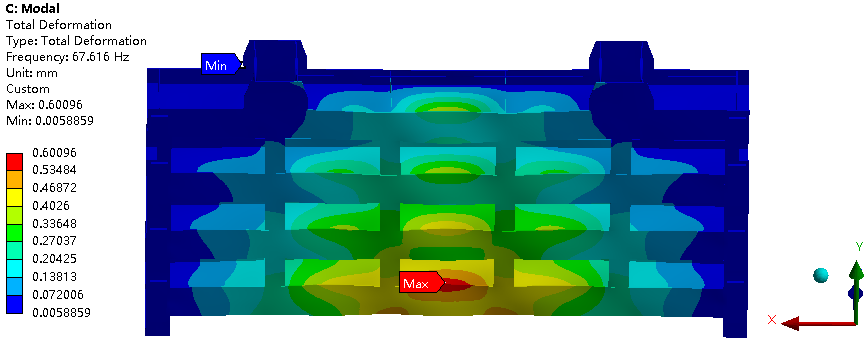 C: Modal
Total Deformation
Type: Total Deformation
Frequency: 67.616 Hz
Unit: mm
Custom
Max: 0.60096
Min: 0.0058859
0.60096
0.53484
0.46872
0.4026
0.33648
0.27037
0.20425
0.13813
0.072006
0.0058859
Min
Max
Y
X